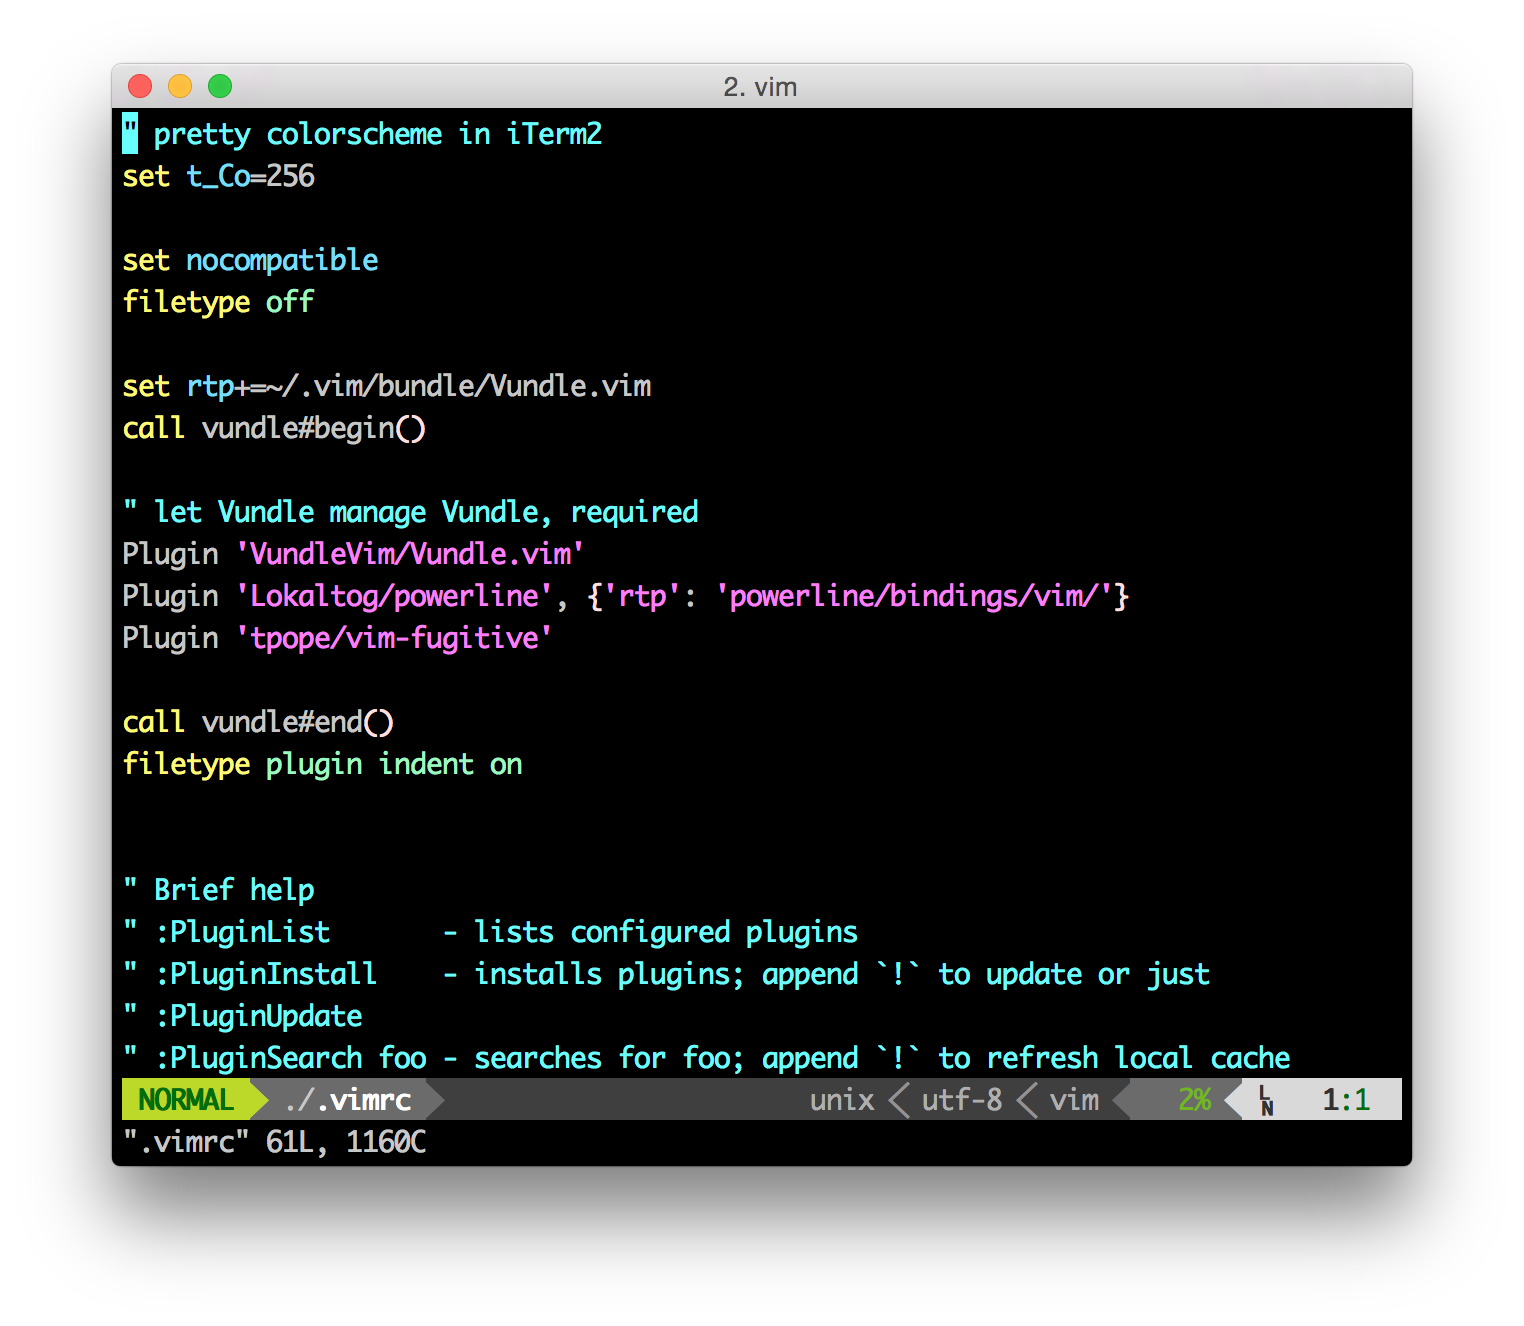 2. vim
" pretty colorscheme in iTerm2
set t_Co=256
set nocompatible
filetype off
set rtp+=~/.vim/bundle/Vundle.vim
call vundle#begin()
" let Vundle manage Vundle, required
Plugin 'VundleVim/Vundle.vim'
Plugin 'Lokaltog/powerline', {'rtp': 'powerline/bindings/vim/'}
Plugin 'tpope/vim-fugitive'
call vundle#end()
filetype plugin indent on
" Brief help
" :PluginList       - lists configured plugins
" :PluginInstall    - installs plugins; append `!` to update or just
" :PluginUpdate
" :PluginSearch foo - searches for foo; append `!` to refresh local cache
NORMAL ./.vimrc unix utf-8 vim 2% LN 1:1
".vimrc" 61L, 1160C